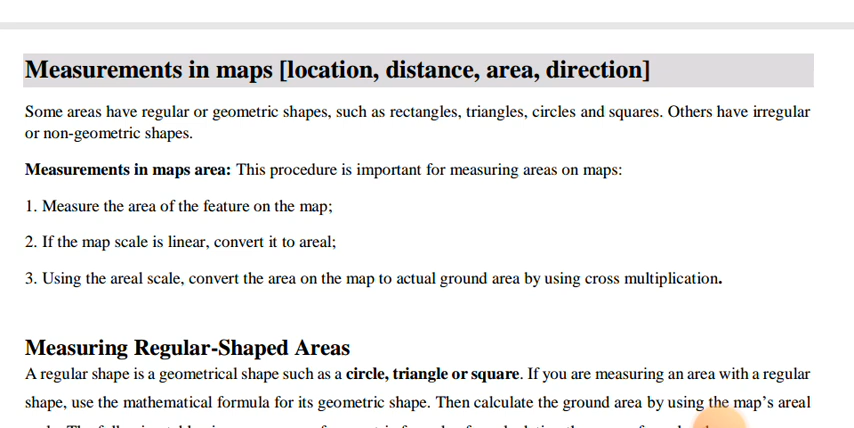 Measurements in maps [location, distance, area, direction]
Some areas have regular or geometric shapes, such as rectangles, triangles, circles and squares. Others have irregular
or non-geometric shapes.
Measurements in maps area: This procedure is important for measuring areas on maps:
1. Measure the area of the feature on the map;
2. If the map scale is linear, convert it to areal;
3. Using the areal scale, convert the area on the map to actual ground area by using cross multiplication.
Measuring Regular-Shaped Areas
A regular shape is a geometrical shape such as a circle, triangle or square. If you are measuring an area with a regular
shape, use the mathematical formula for its geometric shape. Then calculate the ground area by using the map's areal